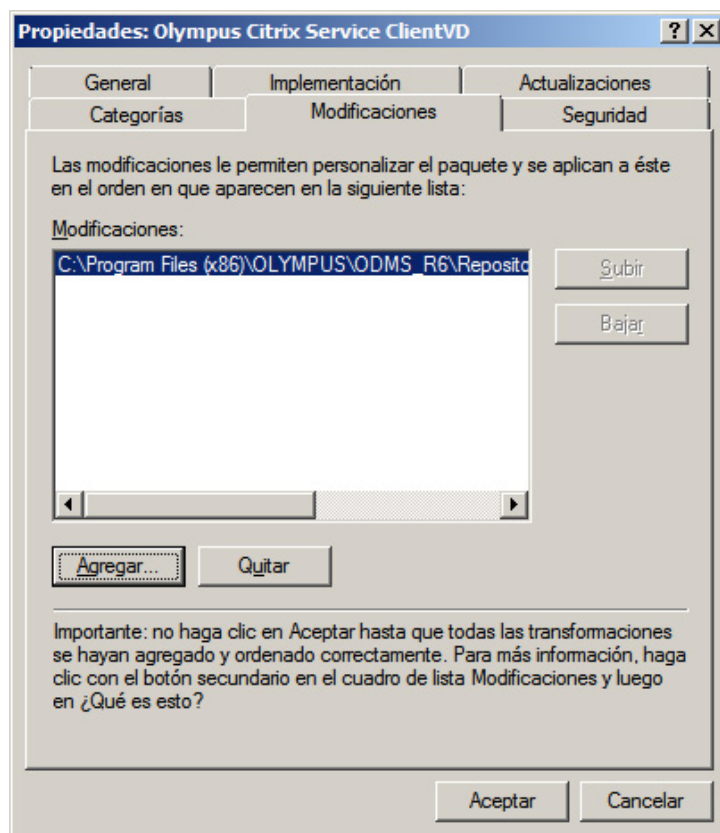 Propiedades: Olympus Citrix Service ClientVD
General Implementación Actualizaciones
Categorías Modificaciones Seguridad
Las modificaciones le permiten personalizar el paquete y se aplican a éste
en el orden en que aparecen en la siguiente lista:
Modificaciones:
C:\Program Files (x86)\OLYMPUS\ODMS_R6\Reposito
Subir
Bajar
Agregar... Quitar
Importante: no haga clic en Aceptar hasta que todas las transformaciones
se hayan agregado y ordenado correctamente. Para más información, haga
clic con el botón secundario en el cuadro de lista Modificaciones y luego
en ¿Qué es esto?
Aceptar Cancelar